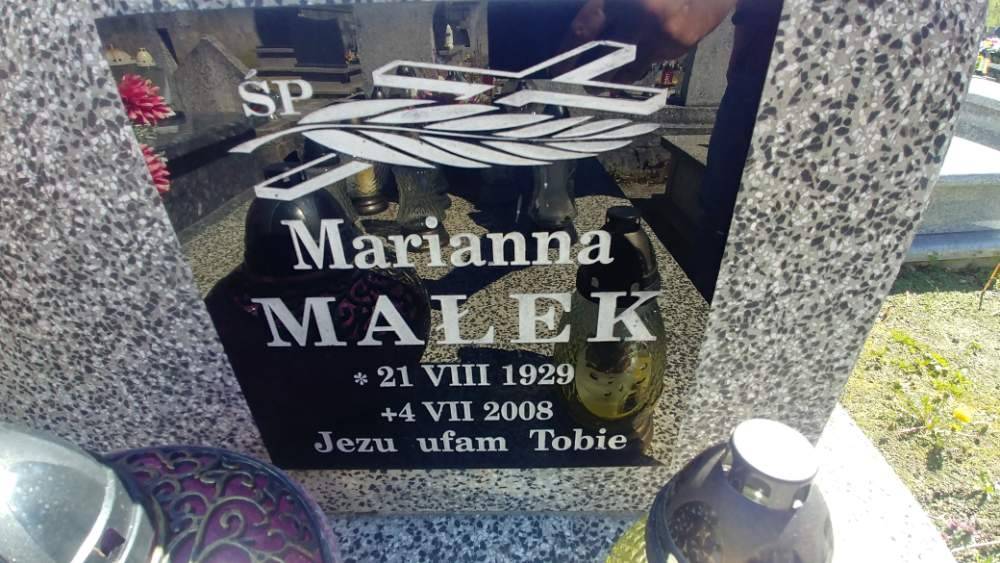 ŚP
Marianna
MAŁEK
* 21 VIII 1929
+4 VII 2008
Jezu ufam Tobie